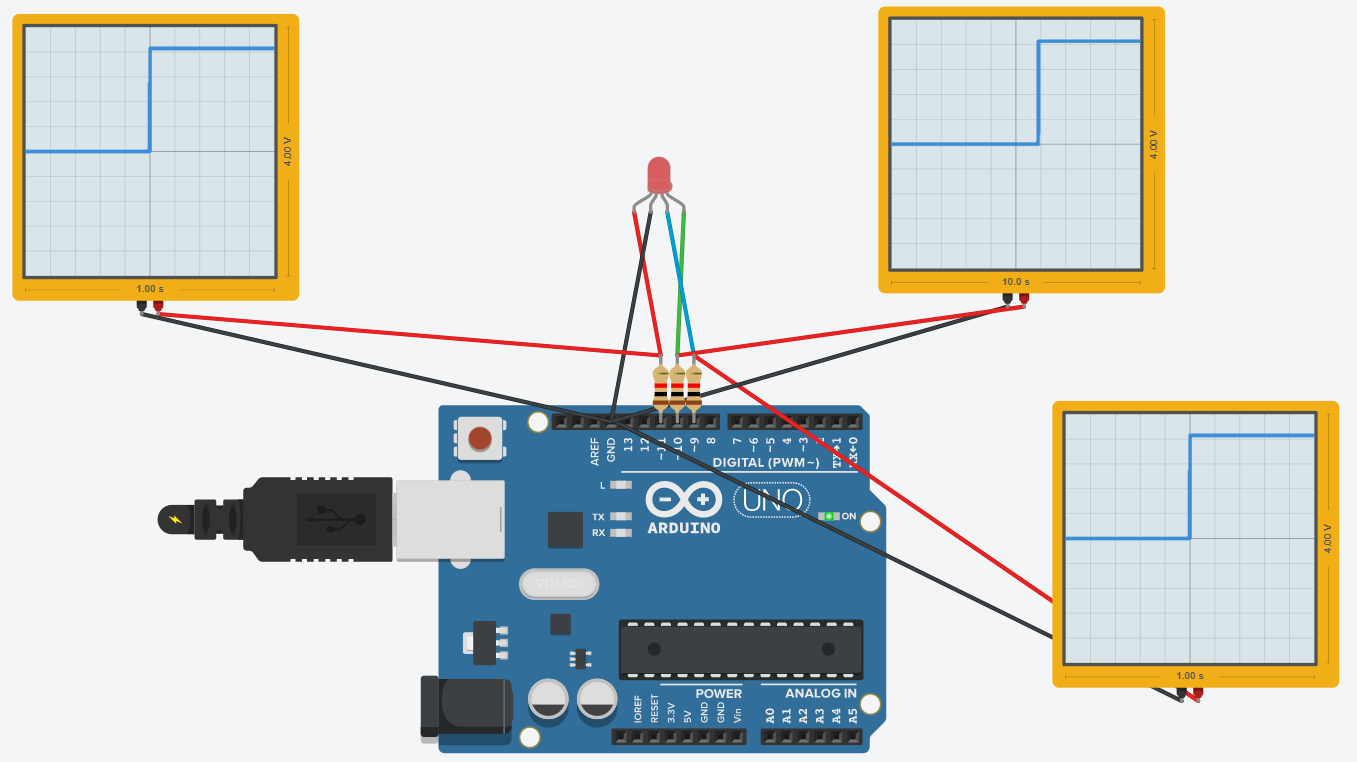 4.00 V
1.00 s
4.00 V
10.0 s
AREF
GND
13
12
~11
~10
~9
8
7
~6
~5
4
~3
2
TX→1
RX←0
DIGITAL (PWM~)
L
TX
RX
ARDUINO
UNO
ON
4.00 V
1.00 s
POWER
ANALOG IN
IOREF
RESET
3.3V
5V
GND
GND
Vin
A0
A1
A2
A3
A4
A5